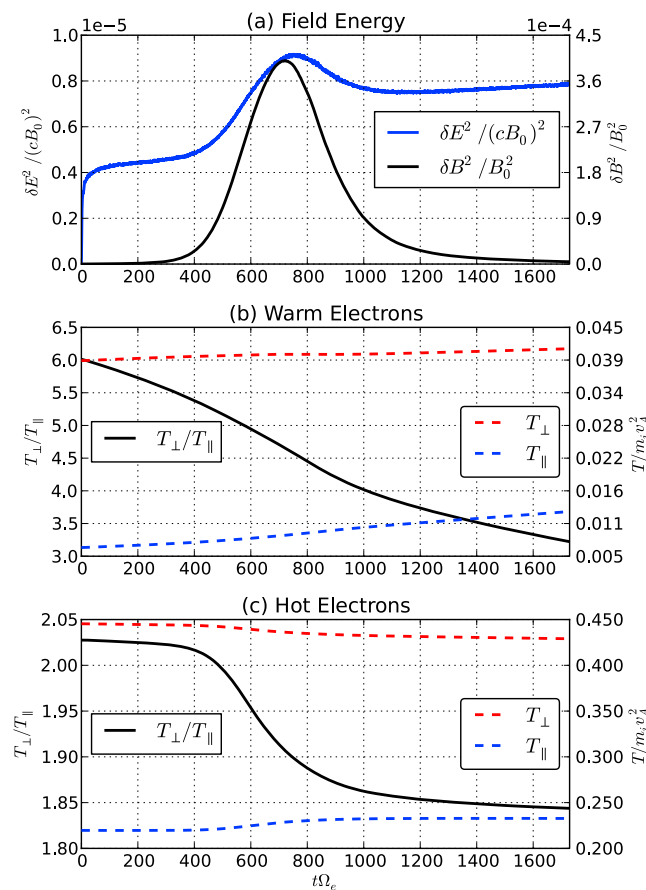 (a) Field Energy
1e−5
1e−4
1.0
0.8
0.6
0.4
0.2
0.0
δE² /(cB₀)²
4.5
3.6
2.7
1.8
0.9
0.0
δB² /B₀²
δE² /(cB₀)²
δB² /B₀²
0 200 400 600 800 1000 1200 1400 1600
(b) Warm Electrons
6.5
6.0
5.5
5.0
4.5
4.0
3.5
3.0
T⊥/T∥
0.045
0.039
0.034
0.028
0.022
0.016
0.011
0.005
T/mᵢv²_A
T⊥/T∥
T⊥
T∥
0 200 400 600 800 1000 1200 1400 1600
(c) Hot Electrons
2.05
2.00
1.95
1.90
1.85
1.80
T⊥/T∥
0.450
0.400
0.350
0.300
0.250
0.200
T/mᵢv²_A
T⊥/T∥
T⊥
T∥
0 200 400 600 800 1000 1200 1400 1600
tΩₑ